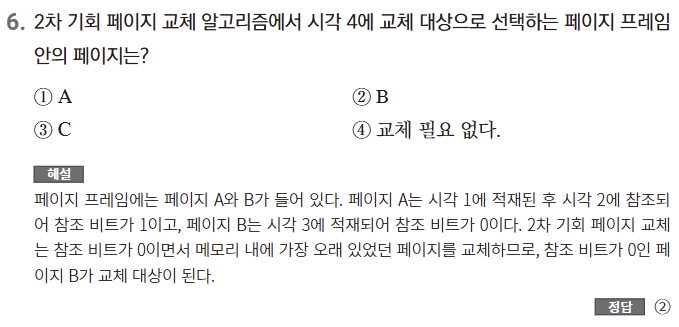 6. 2차 기회 페이지 교체 알고리즘에서 시각 4에 교체 대상으로 선택하는 페이지 프레임
안의 페이지는?
① A ② B
③ C ④ 교체 필요 없다.
해설
페이지 프레임에는 페이지 A와 B가 들어 있다. 페이지 A는 시각 1에 적재된 후 시각 2에 참조되
어 참조 비트가 1이고, 페이지 B는 시각 3에 적재되어 참조 비트가 0이다. 2차 기회 페이지 교체
는 참조 비트가 0이면서 메모리 내에 가장 오래 있었던 페이지를 교체하므로, 참조 비트가 0인 페
이지 B가 교체 대상이 된다.
정답 ②